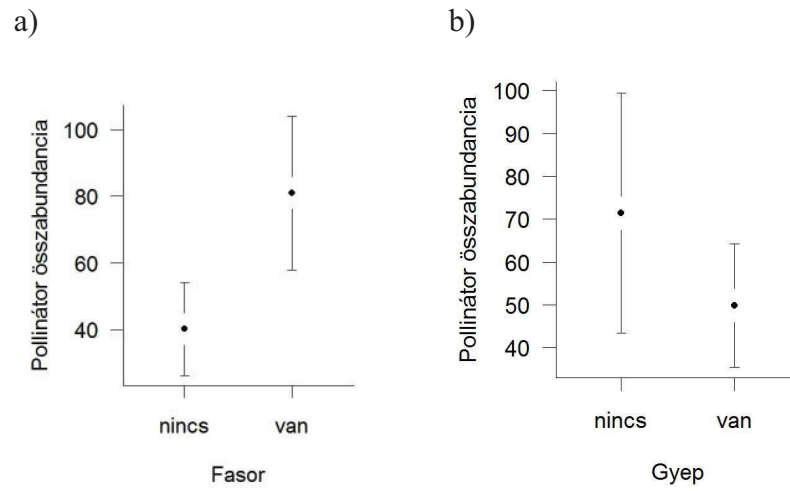 a)
Pollinátor összabundancia
100
80
60
40
nincs van
Fasor
b)
Pollinátor összabundancia
100
90
80
70
60
50
40
nincs van
Gyep